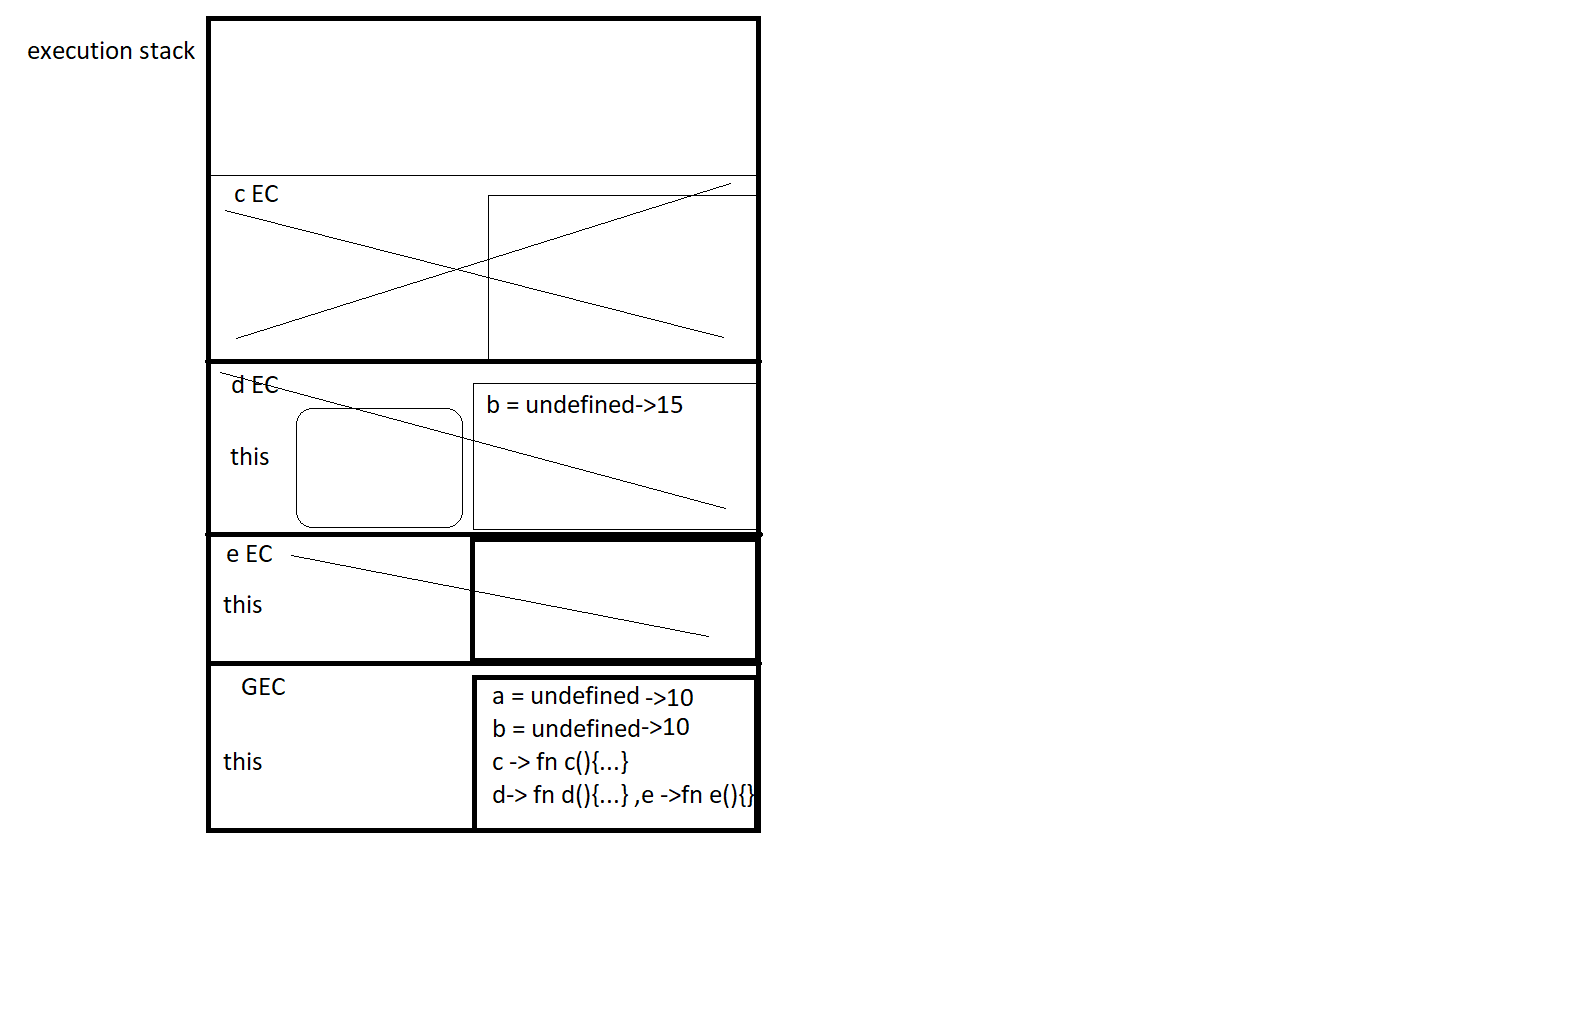 execution stack
c EC
d EC
b = undefined->15
this
e EC
this
GEC
a = undefined ->10
b = undefined->10
this
c -> fn c(){...}
d-> fn d(){...} ,e ->fn e(){}